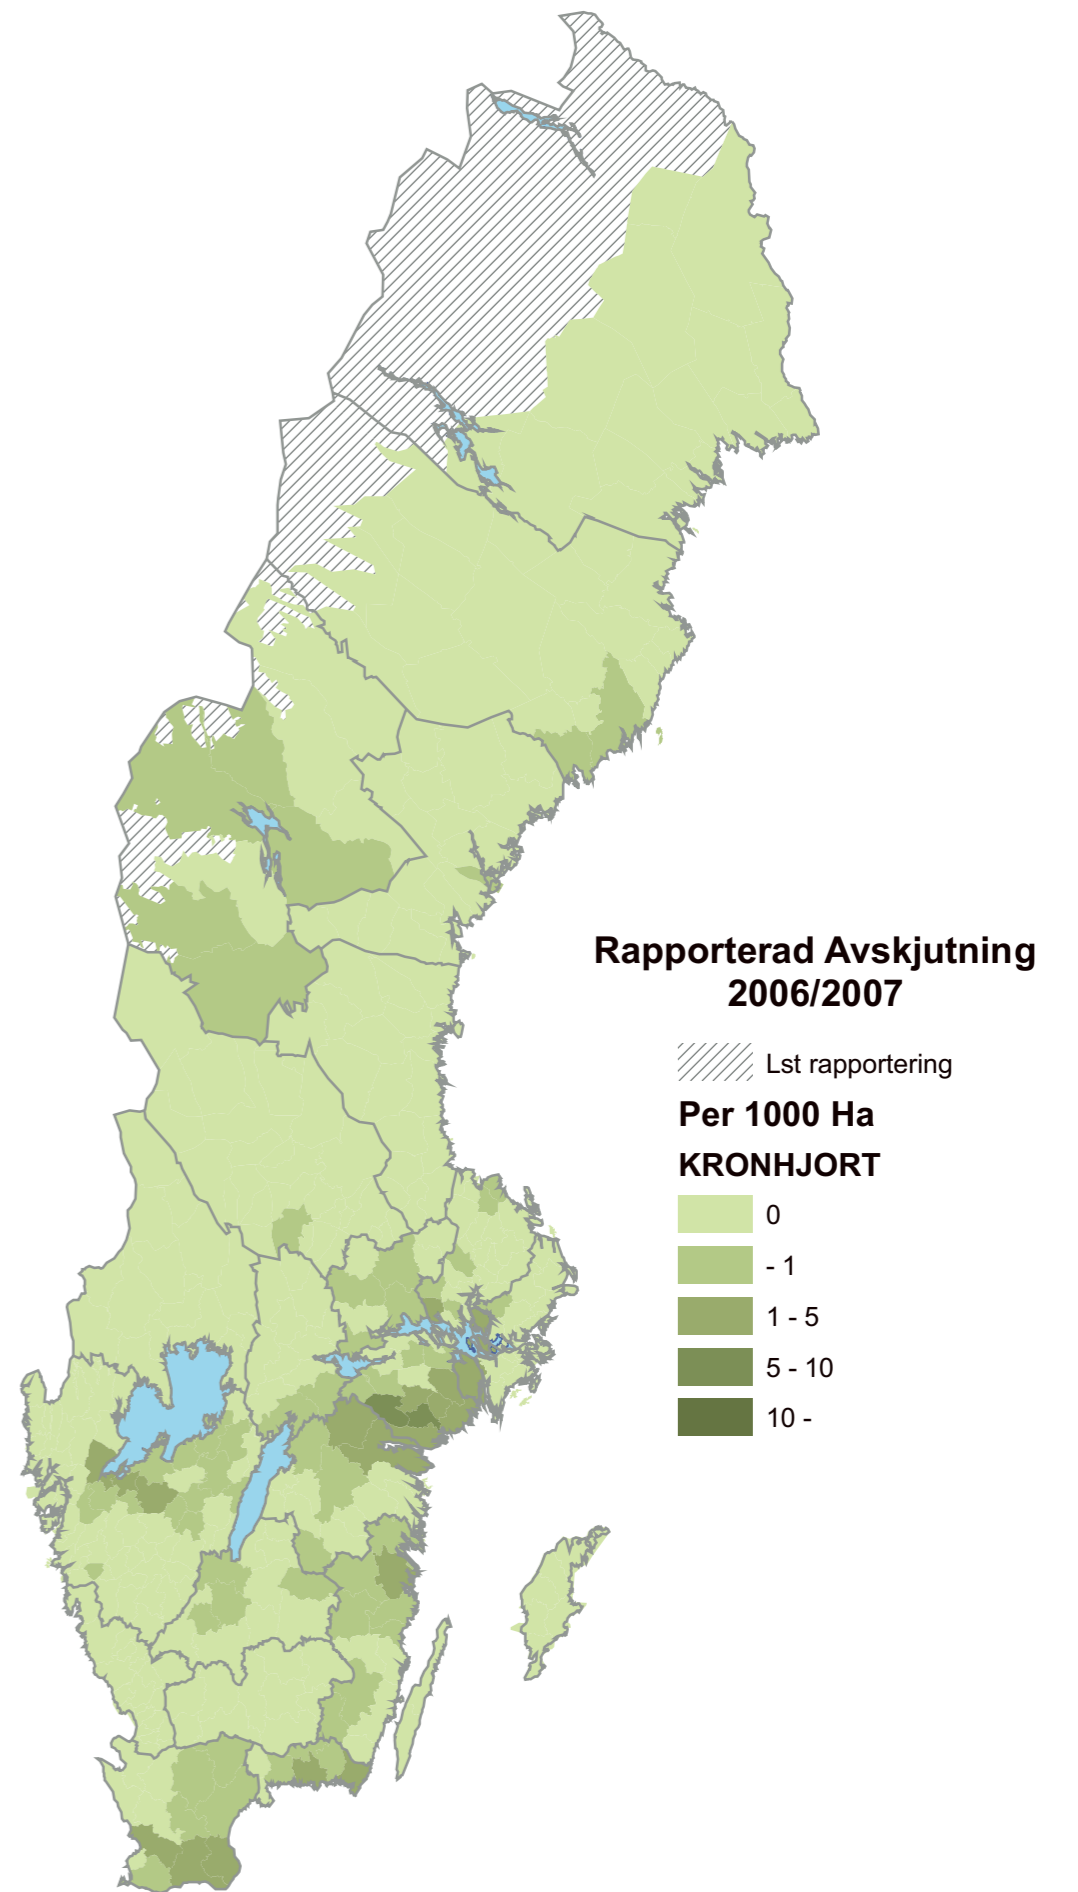 Rapporterad Avskjutning
2006/2007
Lst rapportering
Per 1000 Ha
KRONHJORT
0
- 1
1 - 5
5 - 10
10 -